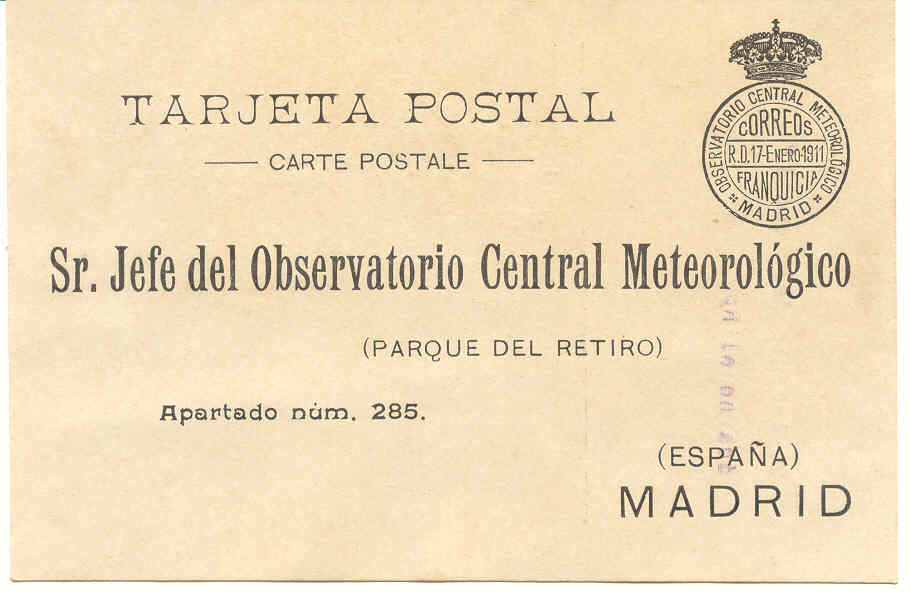 TARJETA POSTAL
CARTE POSTALE
OBSERVATORIO CENTRAL METEOROLÓGICO
CORREOS
R.D.17-ENERO-1911
FRANQUICIA
MADRID
Sr. Jefe del Observatorio Central Meteorológico
(PARQUE DEL RETIRO)
Apartado núm. 285.
(ESPAÑA)
MADRID